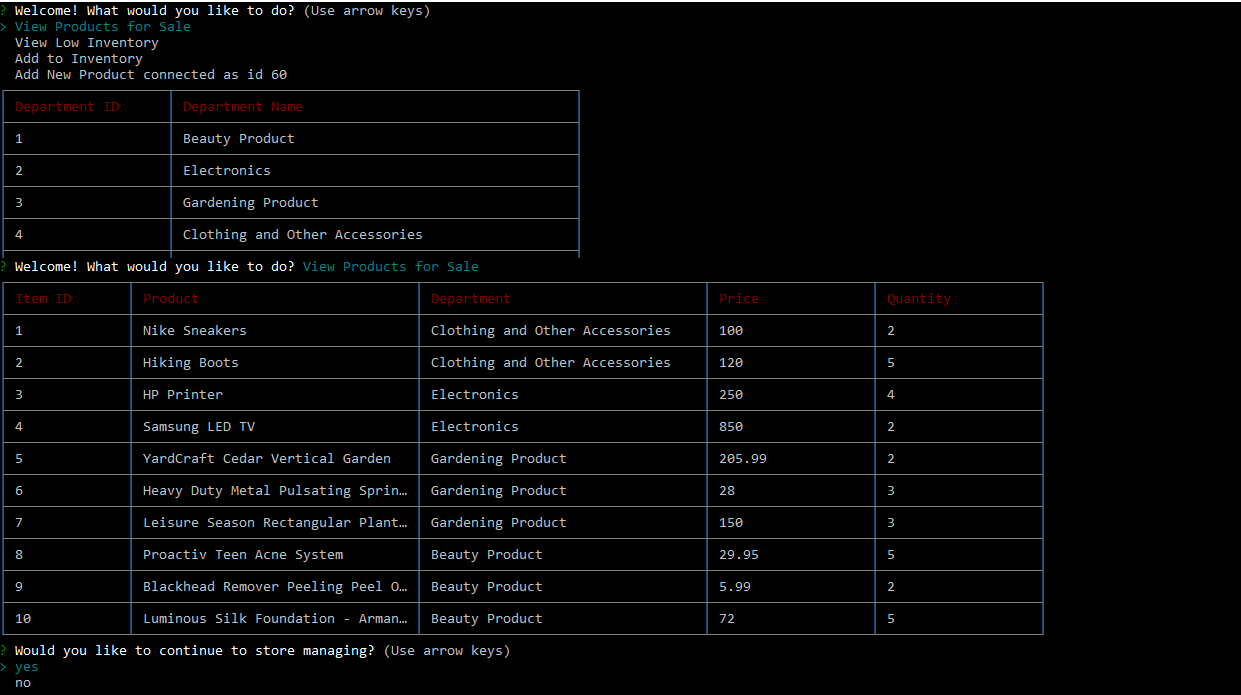 ? Welcome! What would you like to do? (Use arrow keys)
> View Products for Sale
View Low Inventory
Add to Inventory
Add New Product connected as id 60
Department ID Department Name
1 Beauty Product
2 Electronics
3 Gardening Product
4 Clothing and Other Accessories
? Welcome! What would you like to do? View Products for Sale
Item ID Product Department Price Quantity
1 Nike Sneakers Clothing and Other Accessories 100 2
2 Hiking Boots Clothing and Other Accessories 120 5
3 HP Printer Electronics 250 4
4 Samsung LED TV Electronics 850 2
5 YardCraft Cedar Vertical Garden Gardening Product 205.99 2
6 Heavy Duty Metal Pulsating Sprin… Gardening Product 28 3
7 Leisure Season Rectangular Plant… Gardening Product 150 3
8 Proactiv Teen Acne System Beauty Product 29.95 5
9 Blackhead Remover Peeling Peel O… Beauty Product 5.99 2
10 Luminous Silk Foundation - Arman… Beauty Product 72 5
? Would you like to continue to store managing? (Use arrow keys)
> yes
no